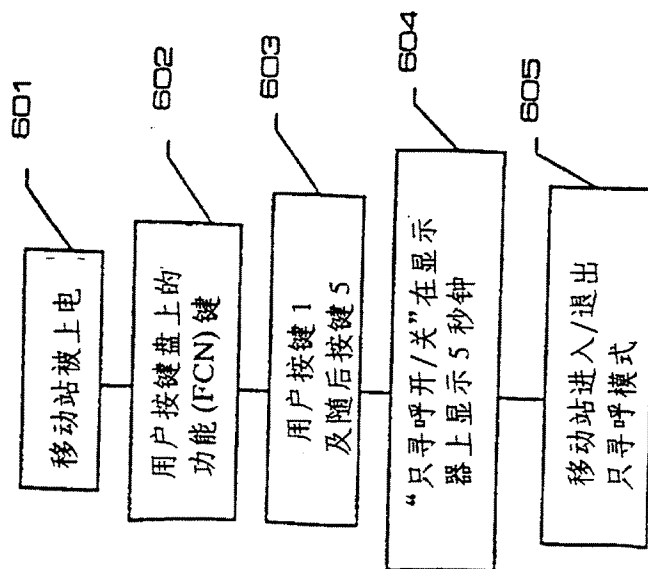 601
移动站被上电
602
用户按键盘上的
功能(FCN)键
603
用户按键1
及随后按键5
604
“只寻呼开/关”在显示
器上显示5秒钟
605
移动站进入/退出
只寻呼模式